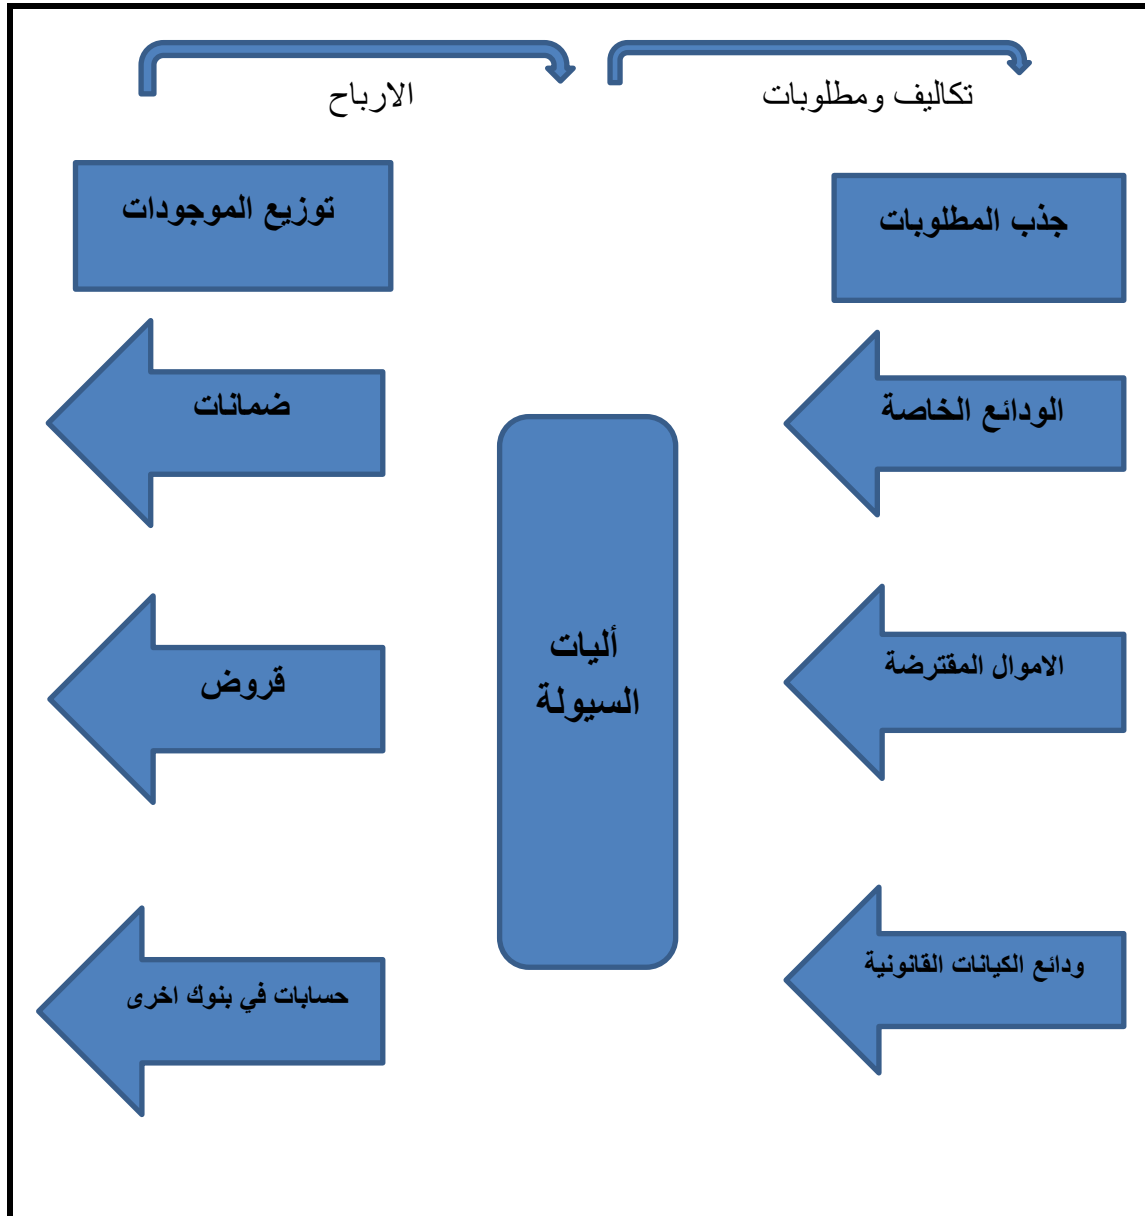 تكاليف ومطلوبات
الارباح
جذب المطلوبات
توزيع الموجودات
الودائع الخاصة
ضمانات
أليات
السيولة
الاموال المقترضة
قروض
ودائع الكيانات القانونية
حسابات في بنوك اخرى